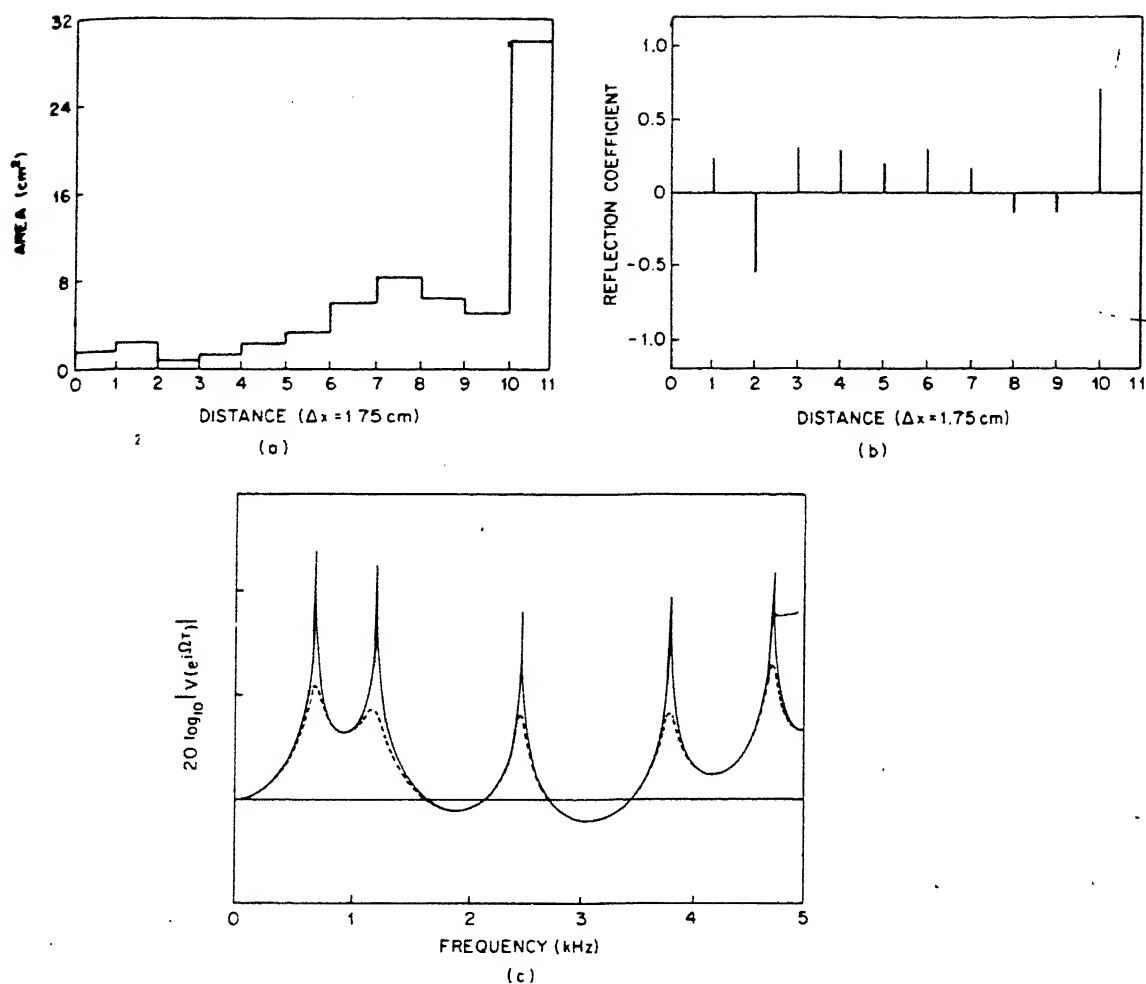 32
24
16
8
0
AREA (cm²)
0 1 2 3 4 5 6 7 8 9 10 11
DISTANCE (Δx = 1.75 cm)
(a)
1.0
0.5
0
-0.5
-1.0
REFLECTION COEFFICIENT
0 1 2 3 4 5 6 7 8 9 10 11
DISTANCE (Δx = 1.75 cm)
(b)
20 log₁₀ |V(e^{iΩτ})|
0 1 2 3 4 5
FREQUENCY (kHz)
(c)